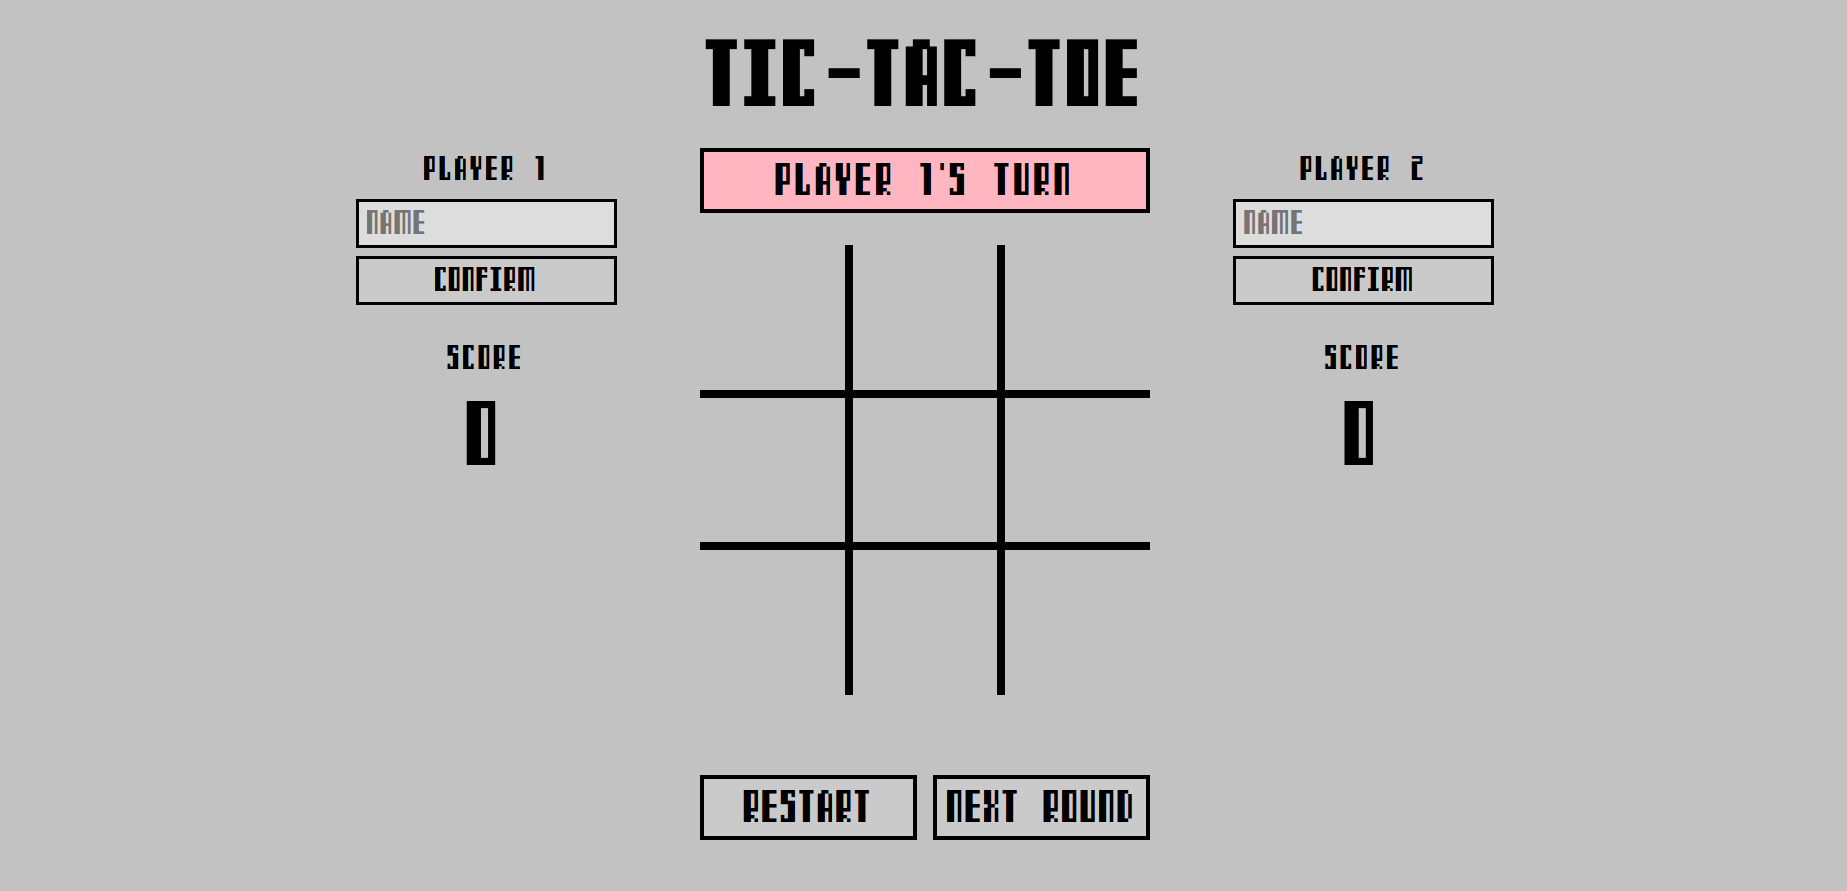 TIC-TAC-TOE
PLAYER 1
NAME
CONFIRM
SCORE
0
PLAYER 1'S TURN
PLAYER 2
NAME
CONFIRM
SCORE
0
RESTART
NEXT ROUND